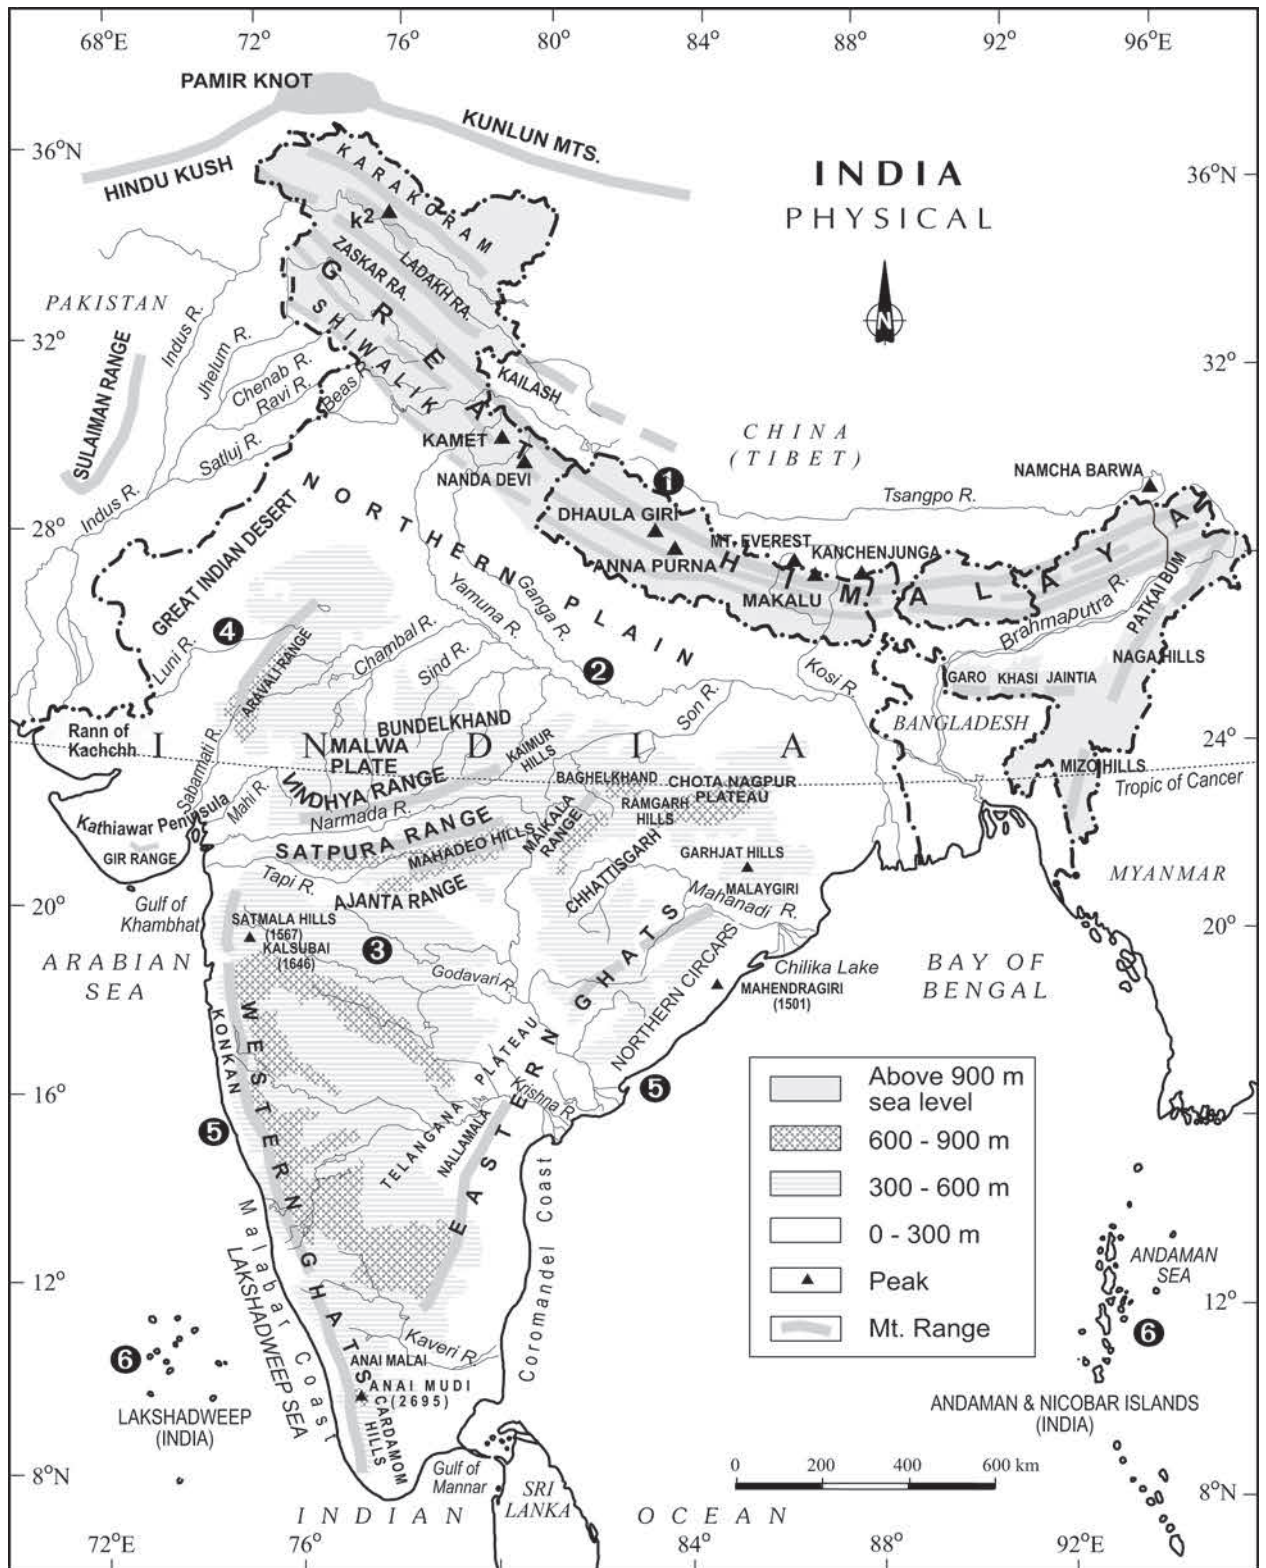 68°E 72° 76° 80° 84° 88° 92° 96°E
PAMIR KNOT
KUNLUN MTS.
36°N
HINDU KUSH
KARAKORAM
INDIA
PHYSICAL
36°N
k²
LADAKH RA.
ZASKAR RA.
GREAT HIMALAYAN
SHIWALIK
N
PAKISTAN
Indus R.
32°
Jhelum R.
32°
SULAIMAN RANGE
Chenab R.
Ravi R.
Beas R.
KAILASH
Satluj R.
KAMET
CHINA
(TIBET)
NANDA DEVI
1
NAMCHA BARWA
Tsangpo R.
Indus R.
28°
DHAULA GIRI
28°
NORTHERN PLAIN
GREAT INDIAN DESERT
MT. EVEREST
KANCHENJUNGA
ANNA PURNA
MAKALU
Yamuna R.
Ganga R.
Brahmaputra R.
PATKAI BUM
4
Luni R.
ARAVALI RANGE
Chambal R.
Sind R.
2
Kosi R.
NAGA HILLS
GARO KHASI JAINTIA
Son R.
BANGLADESH
Rann of
Kachchh
INDIA
BUNDELKHAND
MALWA
PLATE
KAIMUR
HILLS
24°
MIZO HILLS
Tropic of Cancer
Sabarmati R.
Mahi R.
VINDHYA RANGE
BAGHELKHAND
CHOTA NAGPUR
PLATEAU
RAMGARH
HILLS
Narmada R.
Kathiawar Peninsula
GIR RANGE
SATPURA RANGE
MAHADEO HILLS
MAIKALA
RANGE
CHHATTISGARH
GARHJAT HILLS
MALAYGIRI
MYANMAR
Tapi R.
AJANTA RANGE
Mahanadi R.
20°
Gulf of
Khambhat
SATMALA HILLS
(1567)
KALSUBAI
(1646)
3
20°
ARABIAN
SEA
Godavari R.
EASTERN GHATS
NORTHERN CIRCARS
Chilika Lake
MAHENDRAGIRI
(1501)
BAY OF
BENGAL
WESTERN GHATS
KONKAN
TELANGANA PLATEAU
Krishna R.
NALLAMALA
16°
5
5
Above 900 m
sea level
600 - 900 m
300 - 600 m
0 - 300 m
Peak
Mt. Range
Malabar Coast
LAKSHADWEEP SEA
Coromandel Coast
ANDAMAN
SEA
12°
12°
6
6
Kaveri R.
ANAI MALAI
ANAI MUDI
(2695)
CARDAMOM
HILLS
LAKSHADWEEP
(INDIA)
ANDAMAN & NICOBAR ISLANDS
(INDIA)
0 200 400 600 km
8°N
Gulf of
Mannar
SRI
LANKA
8°N
INDIAN OCEAN
72°E 76° 84° 88° 92°E